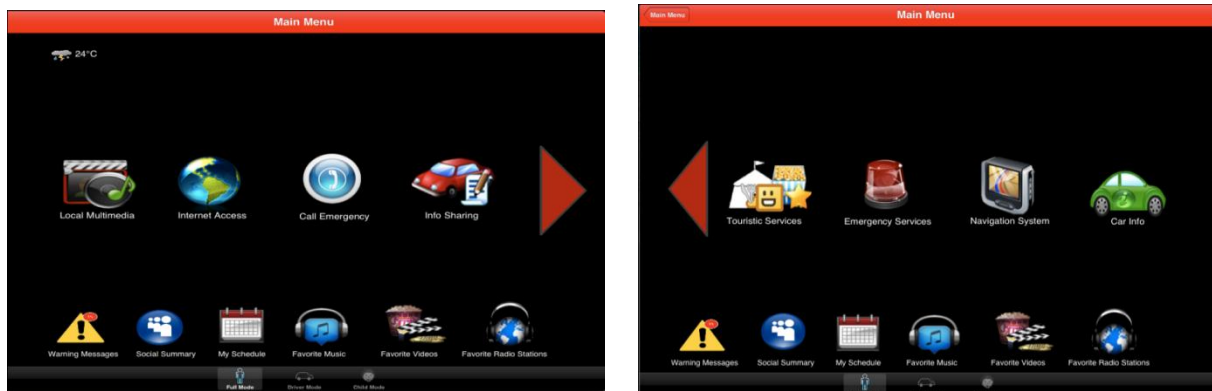 Main Menu
24°C
Local Multimedia
Internet Access
Call Emergency
Info Sharing
Warning Messages
Social Summary
My Schedule
Favorite Music
Favorite Videos
Favorite Radio Stations
Full Mode
Driver Mode
Child Mode
Main Menu
Main Menu
Touristic Services
Emergency Services
Navigation System
Car Info
Warning Messages
Social Summary
My Schedule
Favorite Music
Favorite Videos
Favorite Radio Stations